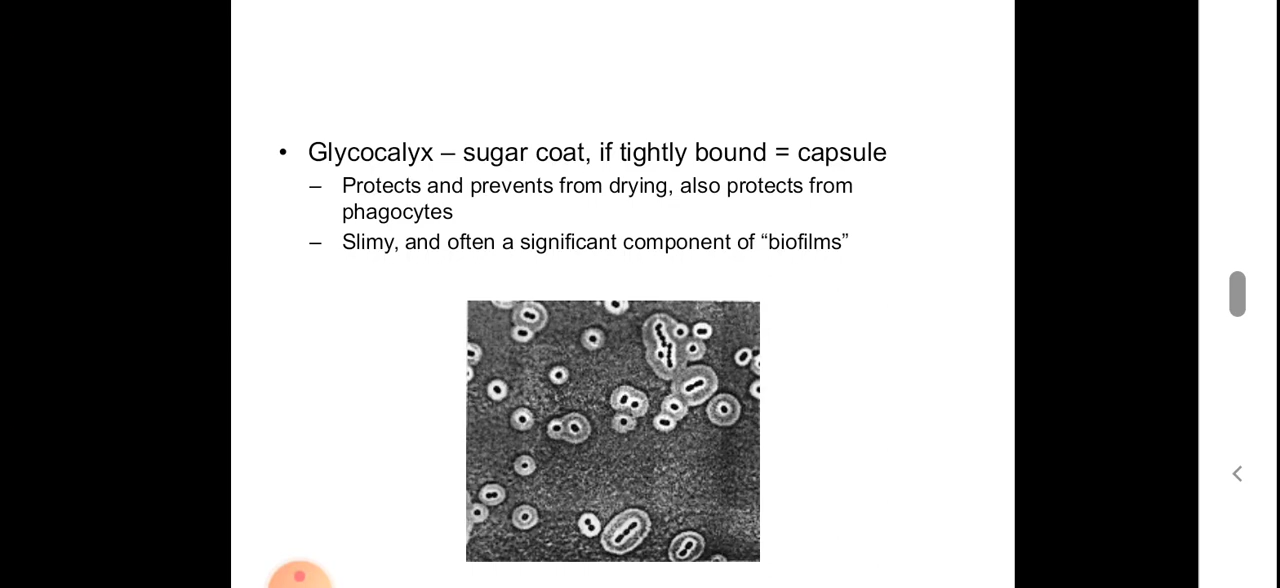 • Glycocalyx – sugar coat, if tightly bound = capsule
– Protects and prevents from drying, also protects from
phagocytes
– Slimy, and often a significant component of “biofilms”